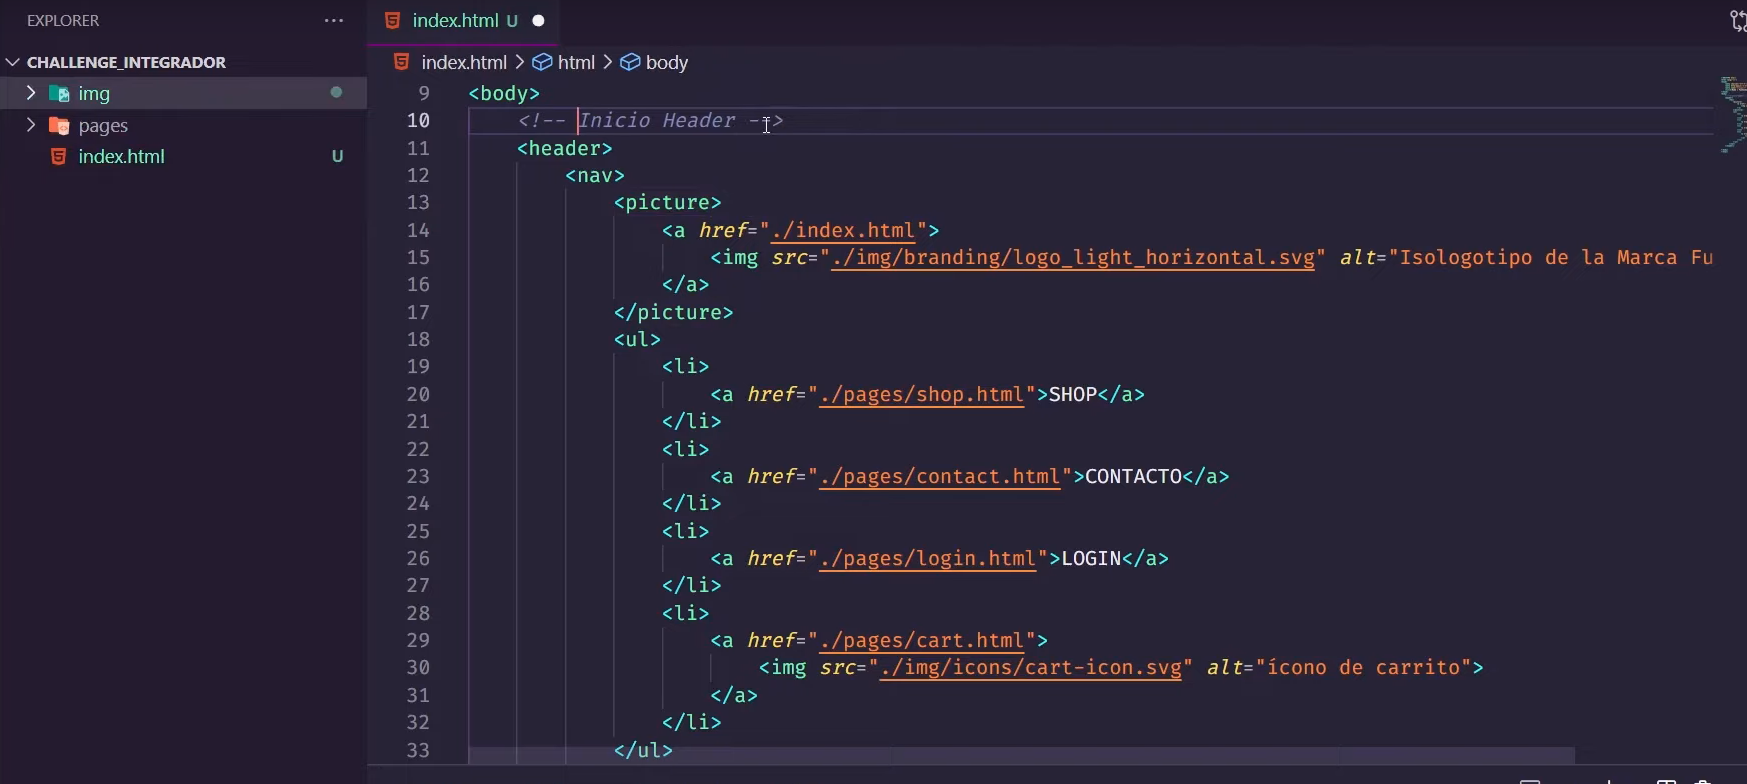 EXPLORER
CHALLENGE_INTEGRADOR
img
pages
index.html U
index.html U
index.html > html > body
9 <body>
10 <!-- Inicio Header -->
11 <header>
12 <nav>
13 <picture>
14 <a href="./index.html">
15 <img src="./img/branding/logo_light_horizontal.svg" alt="Isologotipo de la Marca Fu
16 </a>
17 </picture>
18 <ul>
19 <li>
20 <a href="./pages/shop.html">SHOP</a>
21 </li>
22 <li>
23 <a href="./pages/contact.html">CONTACTO</a>
24 </li>
25 <li>
26 <a href="./pages/login.html">LOGIN</a>
27 </li>
28 <li>
29 <a href="./pages/cart.html">
30 <img src="./img/icons/cart-icon.svg" alt="ícono de carrito">
31 </a>
32 </li>
33 </ul>